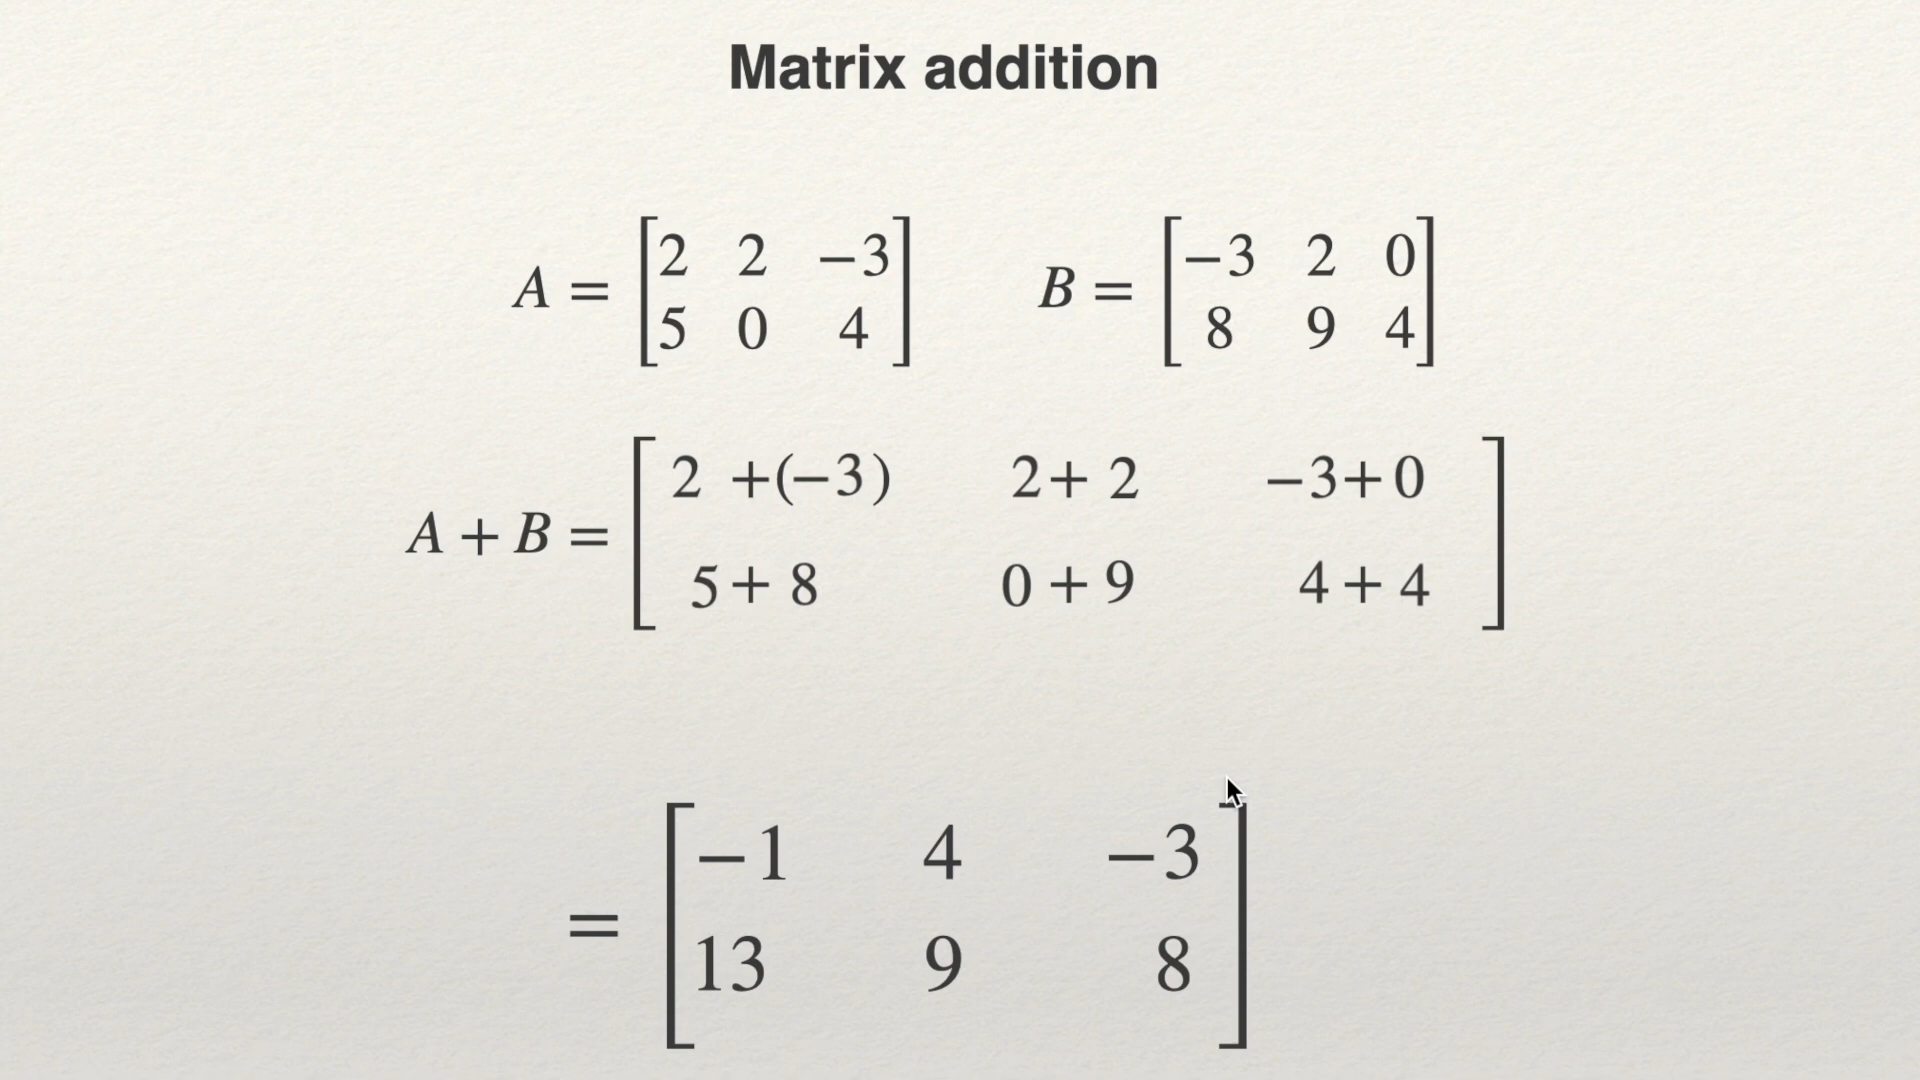 Matrix addition
A = [2 2 −3] B = [−3 2 0]
[5 0 4] [8 9 4]
A + B = [2 +(−3) 2+ 2 −3+0]
[5+ 8 0 + 9 4 + 4]
= [−1 4 −3]
[13 9 8]